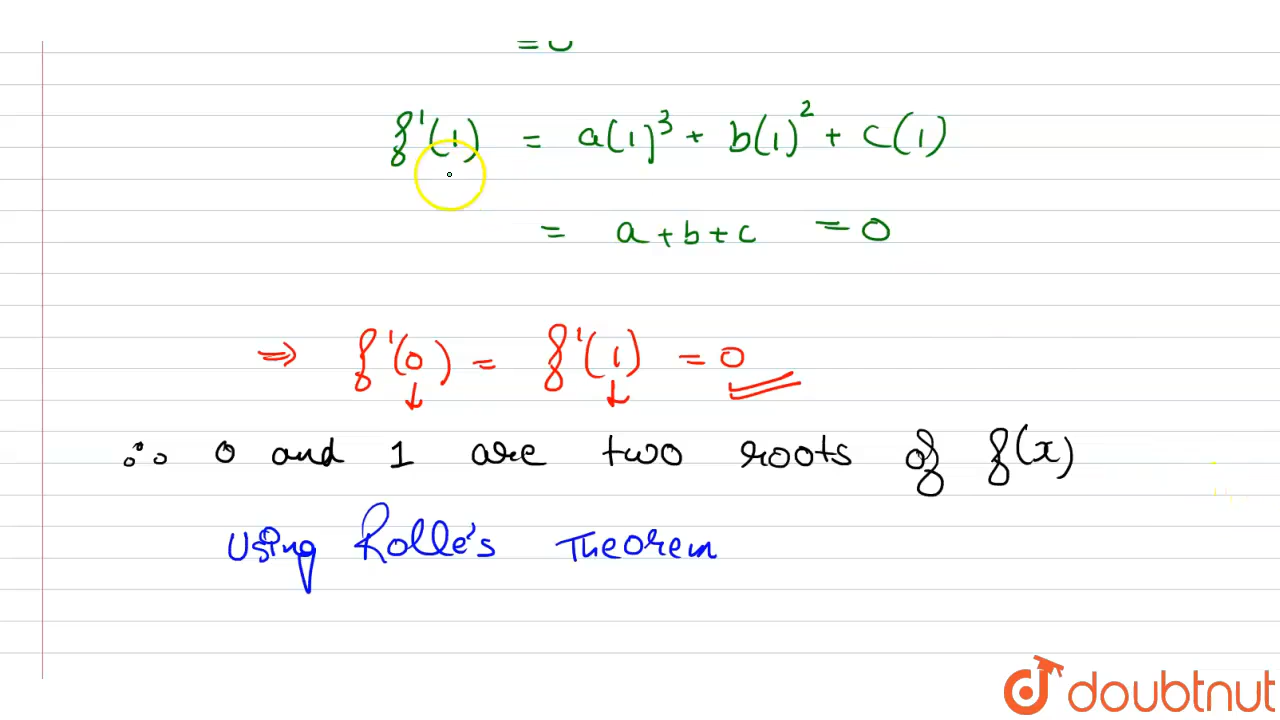 = 0
f'(1) = a(1)³ + b(1)² + c(1)
= a + b + c = 0
⇒ f'(0) = f'(1) = 0
∴ 0 and 1 are two roots of f(x)
Using Rolle's Theorem
doubtnut